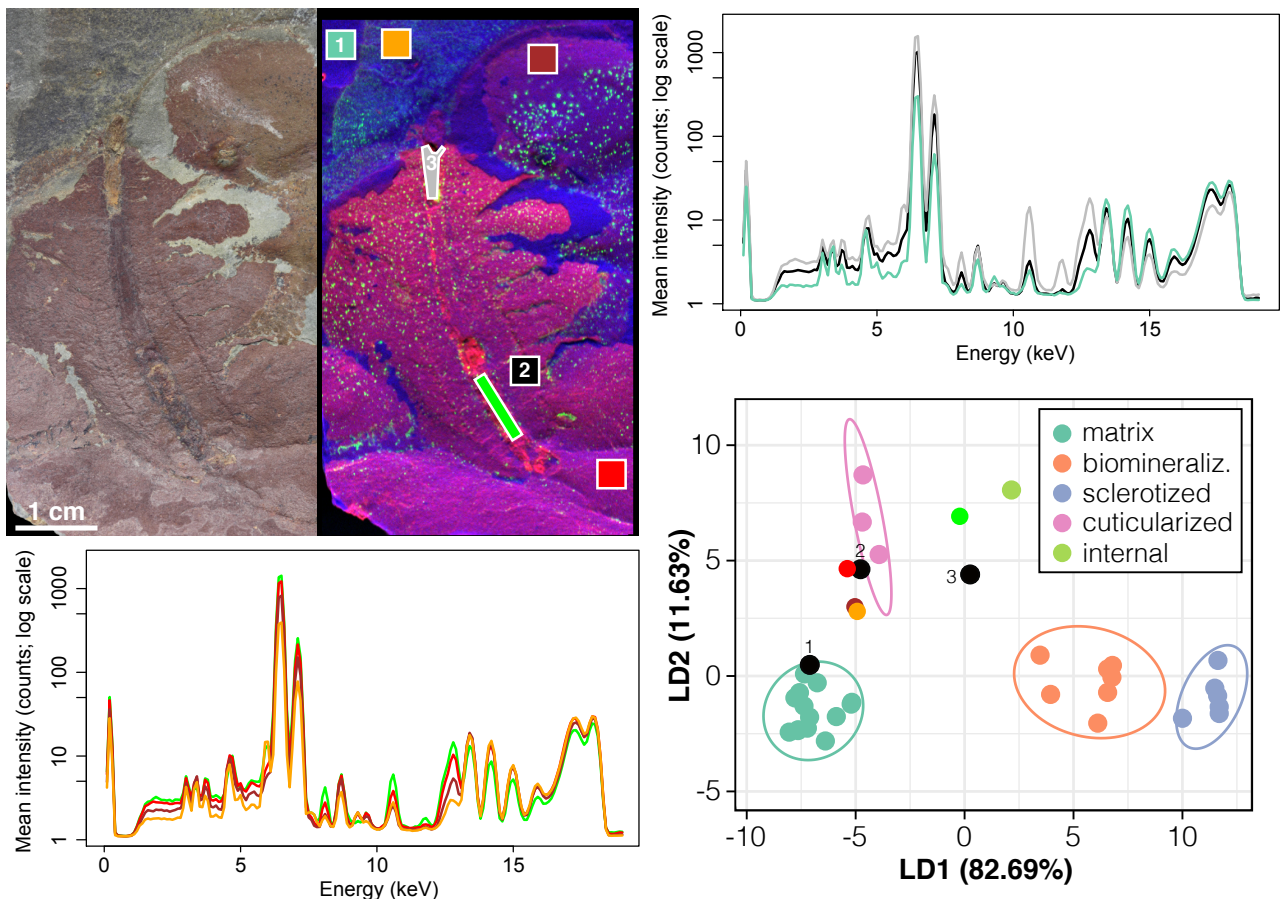 1 cm
1
3
2
Mean intensity (counts; log scale)
1000
100
10
1
0
5
10
15
Energy (keV)
Mean intensity (counts; log scale)
1000
100
10
1
0
5
10
15
Energy (keV)
LD2 (11.63%)
10
5
0
-5
-10
-5
0
5
10
LD1 (82.69%)
2
3
1
matrix
biomineraliz.
sclerotized
cuticularized
internal